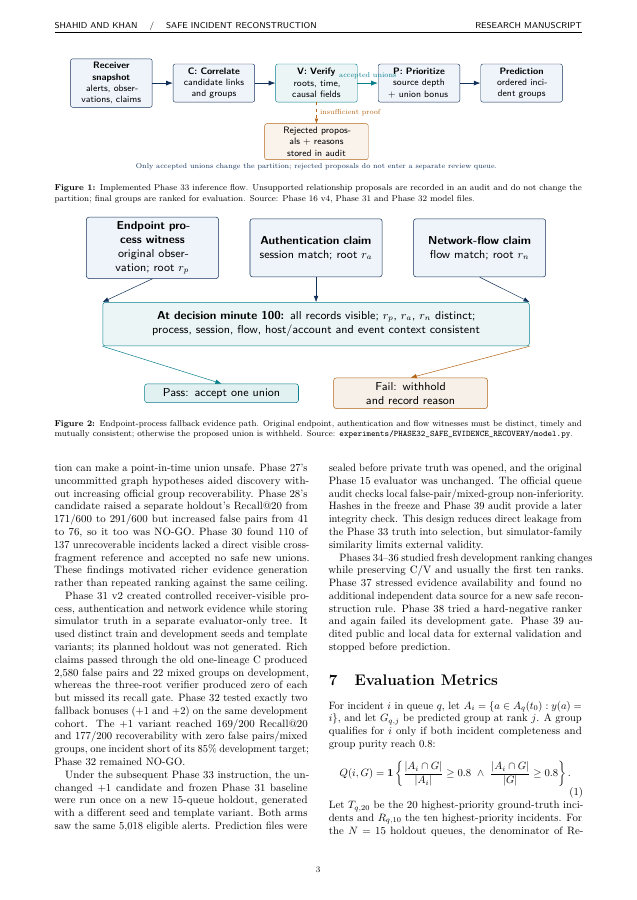 SHAHID AND KHAN / SAFE INCIDENT RECONSTRUCTION RESEARCH MANUSCRIPT
Receiver
snapshot
alerts, obser-
vations, claims
C: Correlate
candidate links
and groups
V: Verify
roots, time,
causal fields
accepted unions
P: Prioritize
source depth
+ union bonus
Prediction
ordered inci-
dent groups
insufficient proof
Rejected propos-
als + reasons
stored in audit
Only accepted unions change the partition; rejected proposals do not enter a separate review queue.
Figure 1: Implemented Phase 33 inference flow. Unsupported relationship proposals are recorded in an audit and do not change the
partition; final groups are ranked for evaluation. Source: Phase 16 v4, Phase 31 and Phase 32 model files.
Endpoint pro-
cess witness
original obser-
vation; root r_p
Authentication claim
session match; root r_a
Network-flow claim
flow match; root r_n
At decision minute 100: all records visible; r_p, r_a, r_n distinct;
process, session, flow, host/account and event context consistent
Pass: accept one union
Fail: withhold
and record reason
Figure 2: Endpoint-process fallback evidence path. Original endpoint, authentication and flow witnesses must be distinct, timely and
mutually consistent; otherwise the proposed union is withheld. Source: experiments/PHASE32_SAFE_EVIDENCE_RECOVERY/model.py.
tion can make a point-in-time union unsafe. Phase 27's
uncommitted graph hypotheses aided discovery with-
out increasing official group recoverability. Phase 28's
candidate raised a separate holdout's Recall@20 from
171/600 to 291/600 but increased false pairs from 41
to 76, so it too was NO-GO. Phase 30 found 110 of
137 unrecoverable incidents lacked a direct visible cross-
fragment reference and accepted no safe new unions.
These findings motivated richer evidence generation
rather than repeated ranking against the same ceiling.
Phase 31 v2 created controlled receiver-visible pro-
cess, authentication and network evidence while storing
simulator truth in a separate evaluator-only tree. It
used distinct train and development seeds and template
variants; its planned holdout was not generated. Rich
claims passed through the old one-lineage C produced
2,580 false pairs and 22 mixed groups on development,
whereas the three-root verifier produced zero of each
but missed its recall gate. Phase 32 tested exactly two
fallback bonuses (+1 and +2) on the same development
cohort. The +1 variant reached 169/200 Recall@20
and 177/200 recoverability with zero false pairs/mixed
groups, one incident short of its 85% development target;
Phase 32 remained NO-GO.
Under the subsequent Phase 33 instruction, the un-
changed +1 candidate and frozen Phase 31 baseline
were run once on a new 15-queue holdout, generated
with a different seed and template variant. Both arms
saw the same 5,018 eligible alerts. Prediction files were
sealed before private truth was opened, and the original
Phase 15 evaluator was unchanged. The official queue
audit checks local false-pair/mixed-group non-inferiority.
Hashes in the freeze and Phase 39 audit provide a later
integrity check. This design reduces direct leakage from
the Phase 33 truth into selection, but simulator-family
similarity limits external validity.
Phases 34–36 studied fresh development ranking changes
while preserving C/V and usually the first ten ranks.
Phase 37 stressed evidence availability and found no
additional independent data source for a new safe recon-
struction rule. Phase 38 tried a hard-negative ranker
and again failed its development gate. Phase 39 au-
dited public and local data for external validation and
stopped before prediction.
7 Evaluation Metrics
For incident i in queue q, let A_i = {a ∈ A_q(t_0) : y(a) =
i}, and let G_{q,j} be predicted group at rank j. A group
qualifies for i only if both incident completeness and
group purity reach 0.8:
Q(i, G) = 1 { |A_i ∩ G| / |A_i| ≥ 0.8 ∧ |A_i ∩ G| / |G| ≥ 0.8 } .
(1)
Let T_{q,20} be the 20 highest-priority ground-truth inci-
dents and R_{q,10} the ten highest-priority incidents. For
the N = 15 holdout queues, the denominator of Re-
3